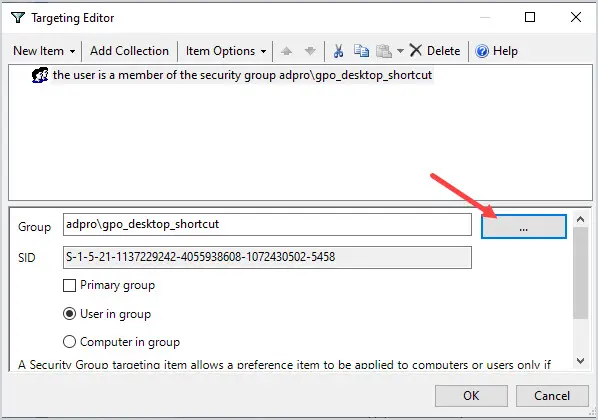 Targeting Editor
New Item Add Collection Item Options Delete Help
the user is a member of the security group adpro\gpo_desktop_shortcut
Group adpro\gpo_desktop_shortcut ...
SID S-1-5-21-1137229242-4055938608-1072430502-5458
Primary group
User in group
Computer in group
A Security Group targeting item allows a preference item to be applied to computers or users only if
OK Cancel